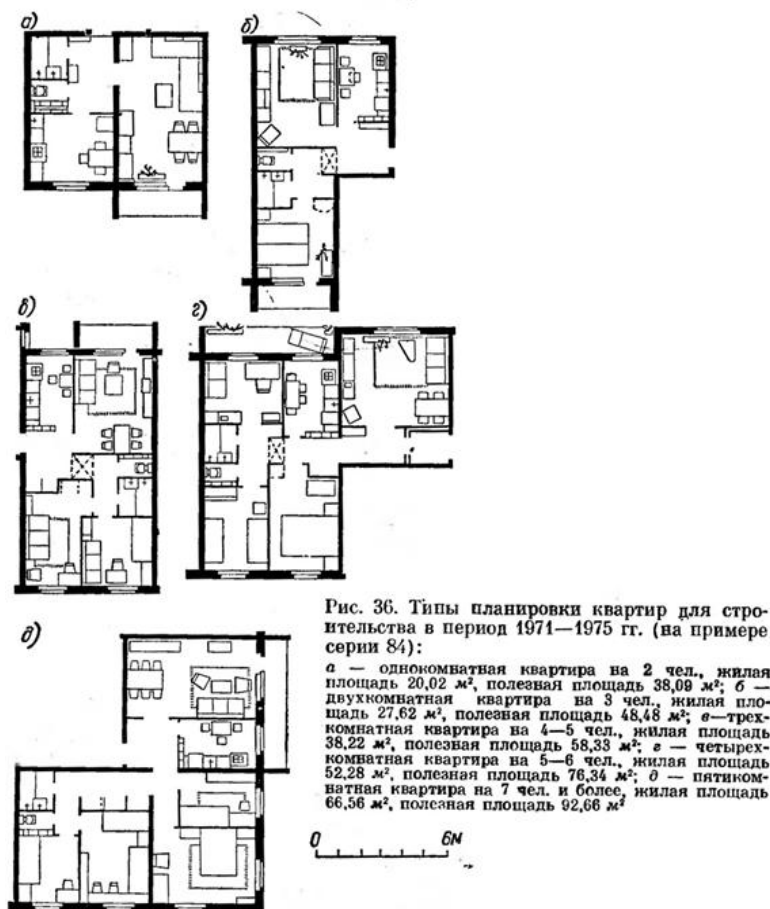 а)
б)
в)
г)
д)
Рис. 36. Типы планировки квартир для стро-
ительства в период 1971—1975 гг. (на примере
серии 84):
а — однокомнатная квартира на 2 чел., жилая
площадь 20,02 м², полезная площадь 38,09 м²; б —
двухкомнатная квартира на 3 чел., жилая пло-
щадь 27,62 м², полезная площадь 48,48 м²; в—трех-
комнатная квартира на 4—5 чел., жилая площадь
38,22 м², полезная площадь 58,33 м²; г — четырех-
комнатная квартира на 5—6 чел., жилая площадь
52,28 м², полезная площадь 76,34 м²; д — пятиком-
натная квартира на 7 чел. и более, жилая площадь
66,56 м², полезная площадь 92,66 м²
0 6м